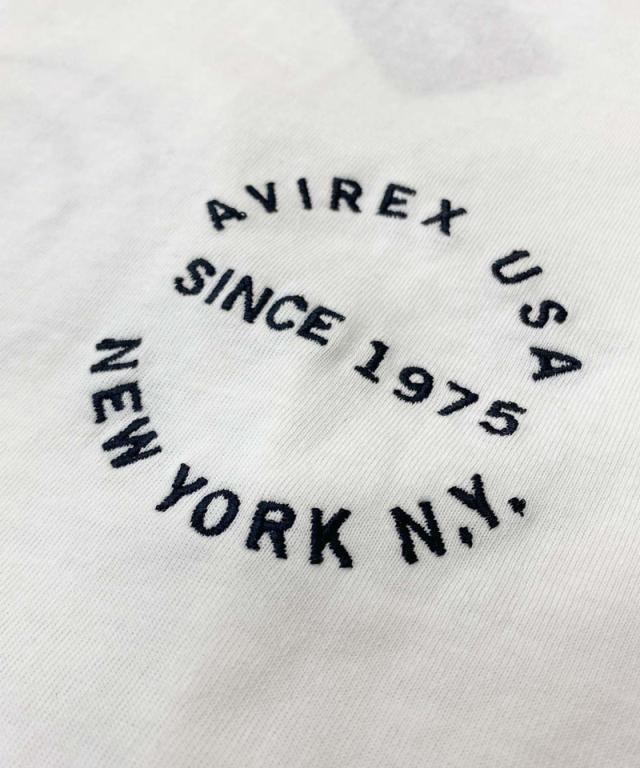 AVIREX USA
SINCE 1975
NEW YORK N.Y.